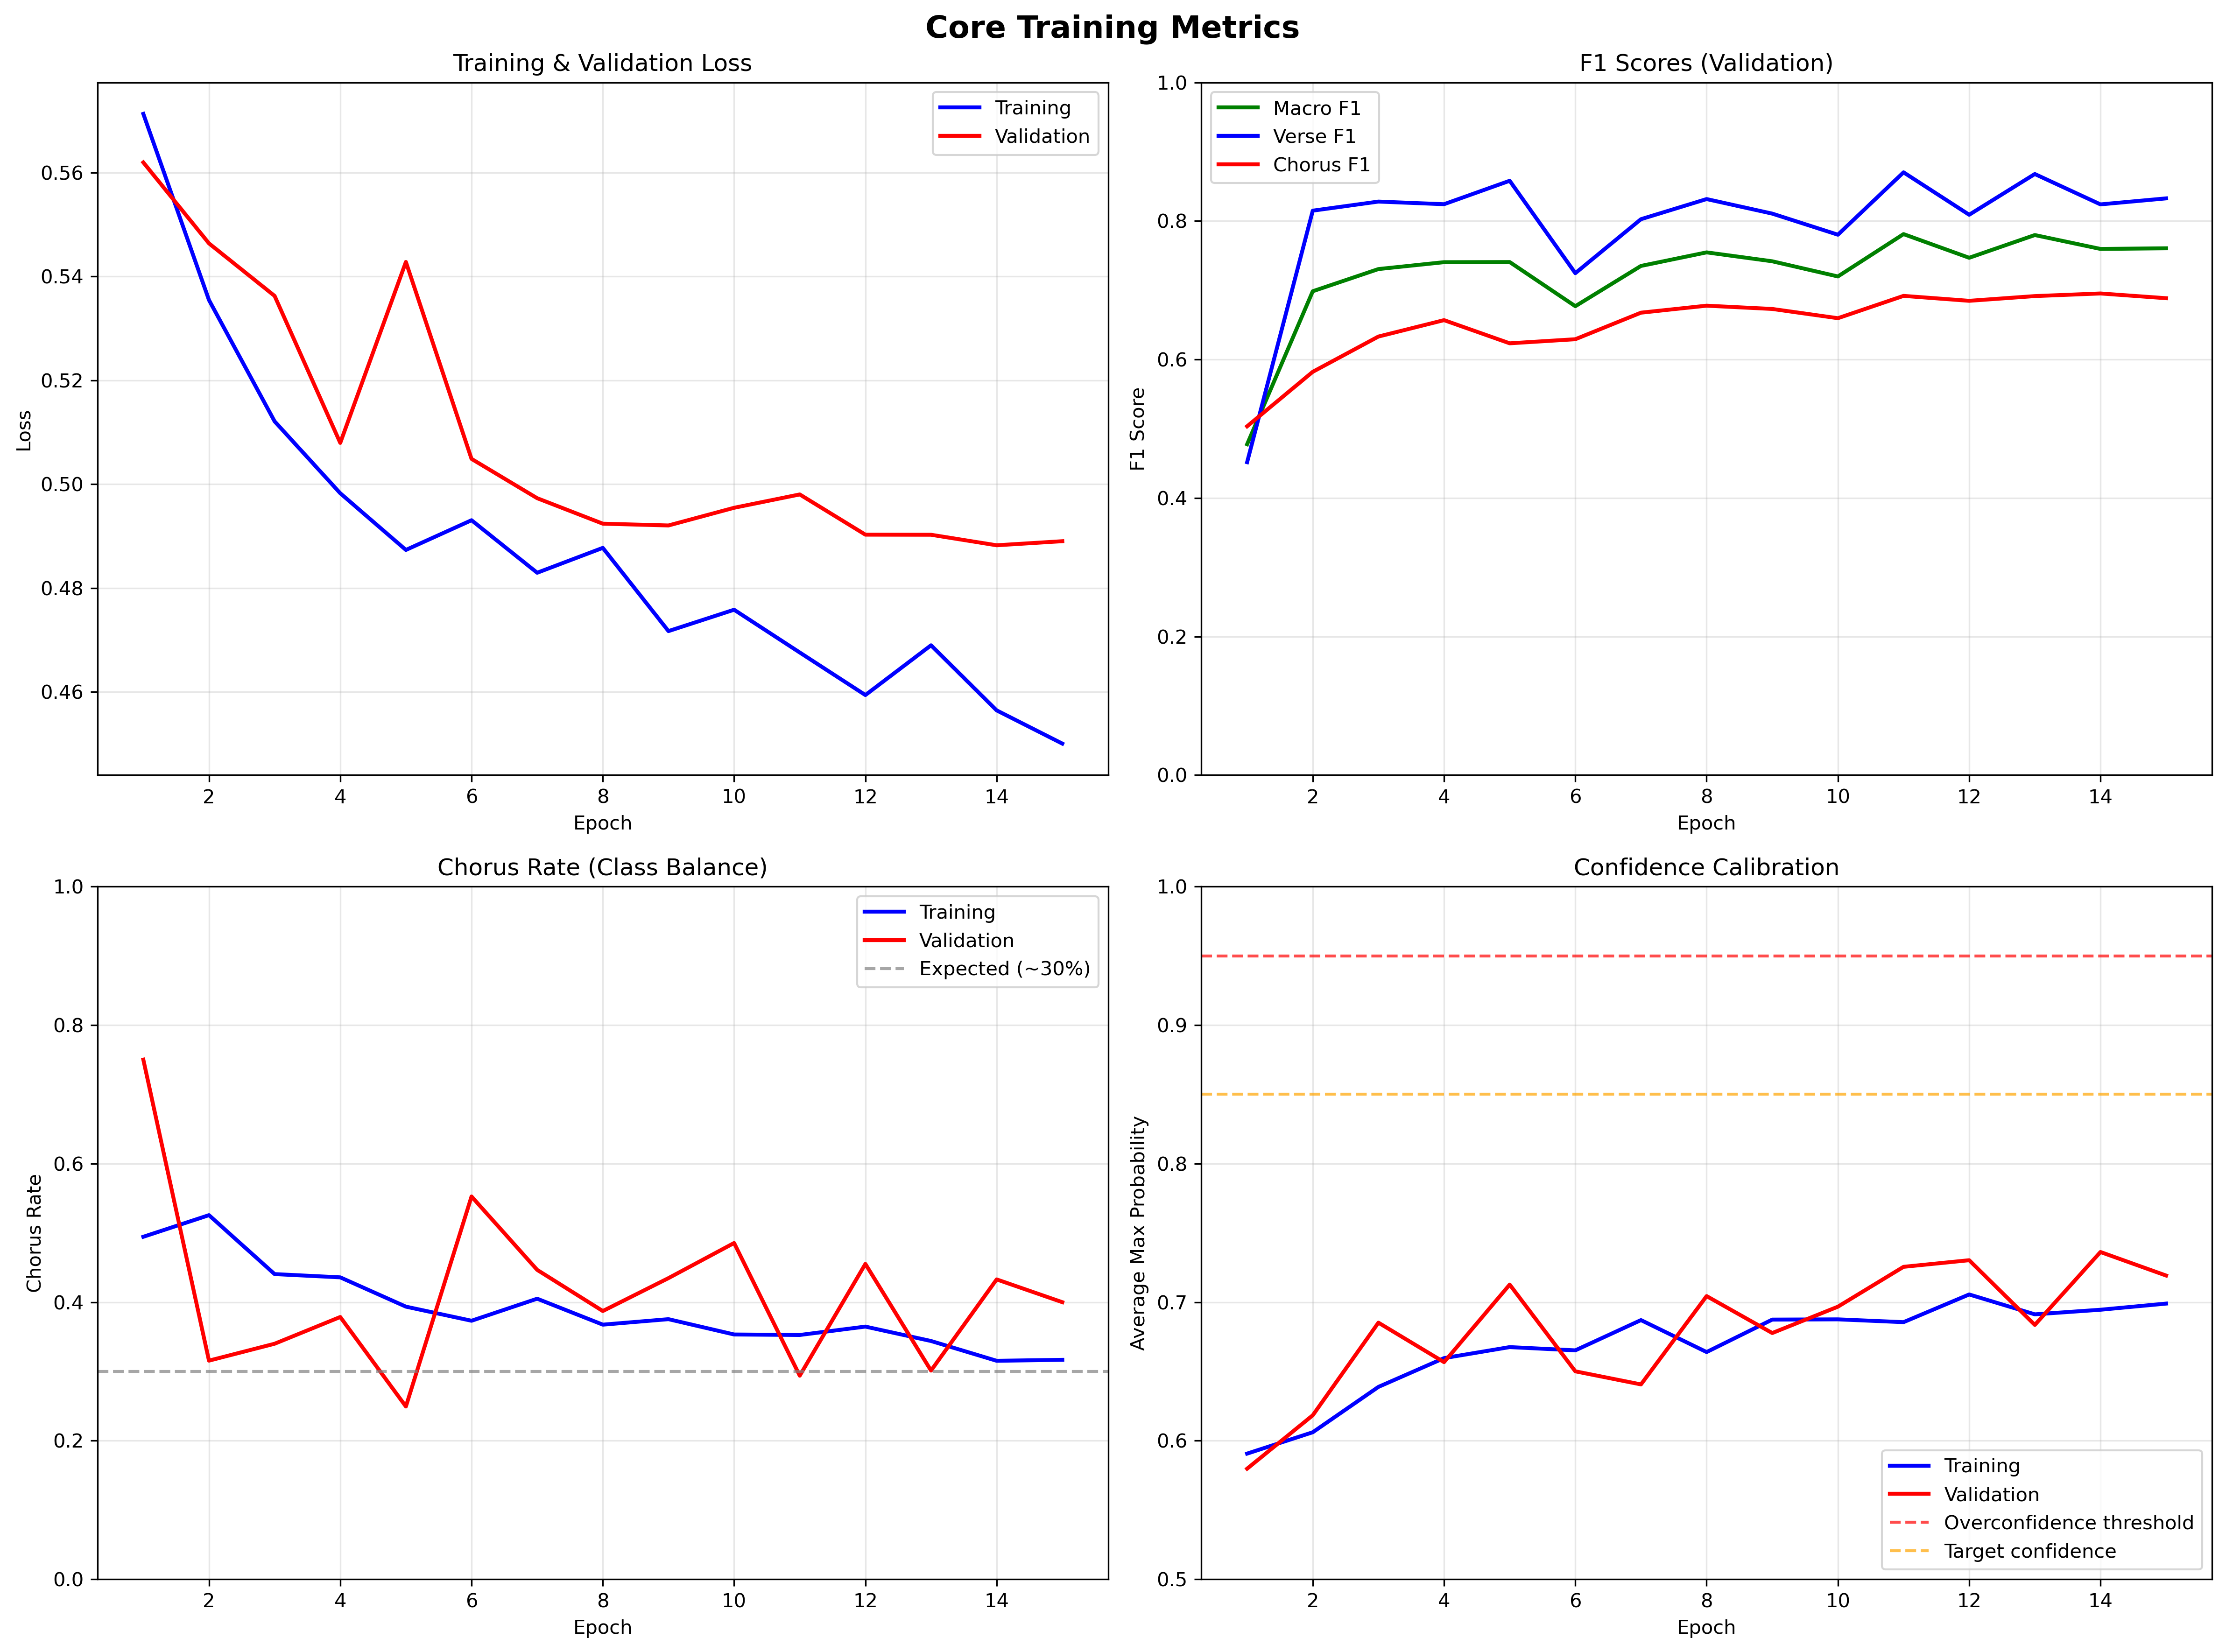 Core Training Metrics
Training & Validation Loss
Training
Validation
0.56
0.54
0.52
0.50
0.48
0.46
Loss
2 4 6 8 10 12 14
Epoch
F1 Scores (Validation)
Macro F1
Verse F1
Chorus F1
1.0
0.8
0.6
0.4
0.2
0.0
F1 Score
2 4 6 8 10 12 14
Epoch
Chorus Rate (Class Balance)
Training
Validation
Expected (~30%)
1.0
0.8
0.6
0.4
0.2
0.0
Chorus Rate
2 4 6 8 10 12 14
Epoch
Confidence Calibration
1.0
0.9
0.8
0.7
0.6
0.5
Average Max Probability
Training
Validation
Overconfidence threshold
Target confidence
2 4 6 8 10 12 14
Epoch